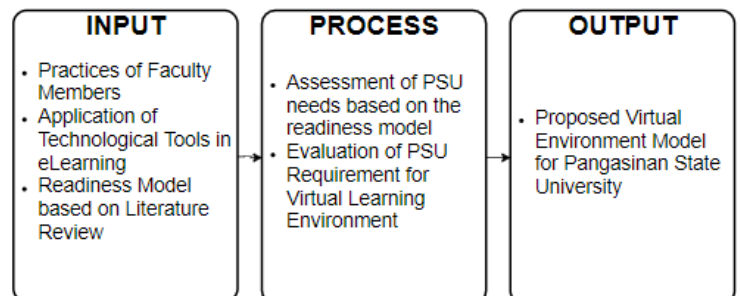 INPUT
• Practices of Faculty
Members
• Application of
Technological Tools in
eLearning
• Readiness Model
based on Literature
Review
PROCESS
• Assessment of PSU
needs based on the
readiness model
• Evaluation of PSU
Requirement for
Virtual Learning
Environment
OUTPUT
• Proposed Virtual
Environment Model
for Pangasinan State
University